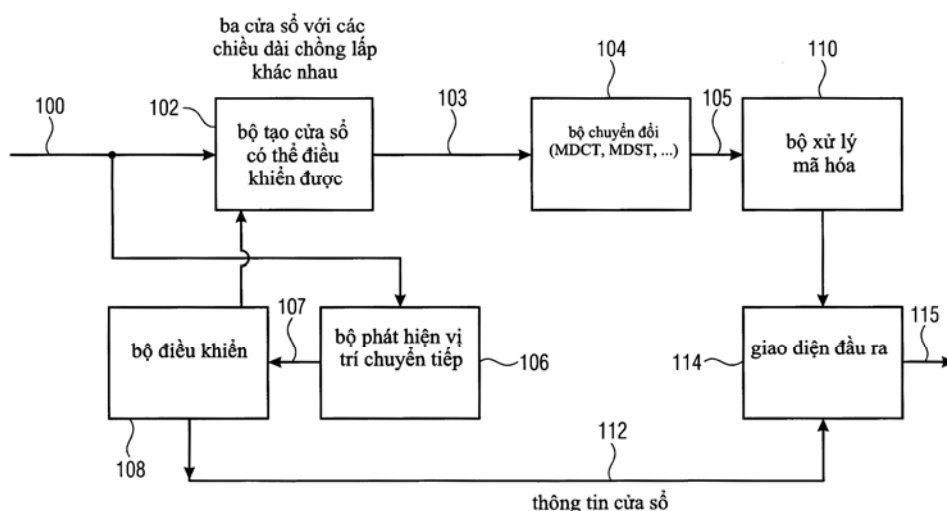 ba cửa sổ với các
chiều dài chồng lấp
khác nhau
100
102
bộ tạo cửa sổ
có thể điều
khiển được
103
104
bộ chuyển đổi
(MDCT, MDST, ...)
105
110
bộ xử lý
mã hóa
bộ điều khiển
108
107
bộ phát hiện vị
trí chuyển tiếp
106
giao diện đầu ra
114
115
112
thông tin cửa sổ